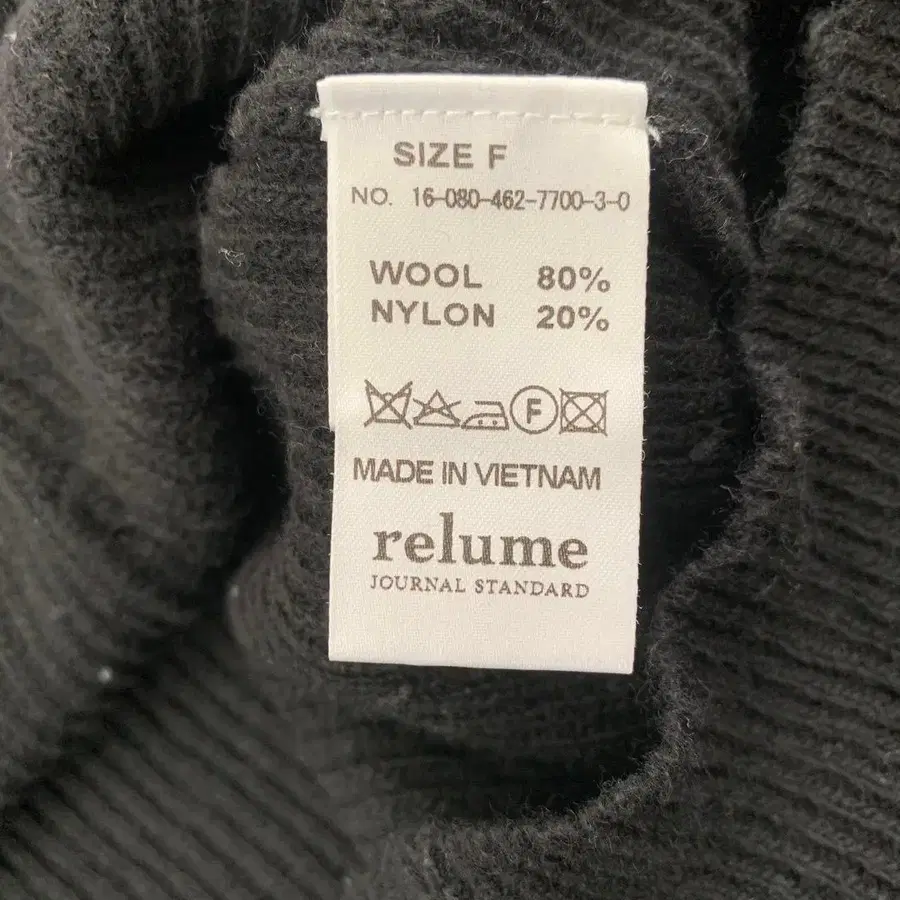 SIZE F
NO. 16-080-462-7700-3-0
WOOL 80%
NYLON 20%
F
MADE IN VIETNAM
relume
JOURNAL STANDARD